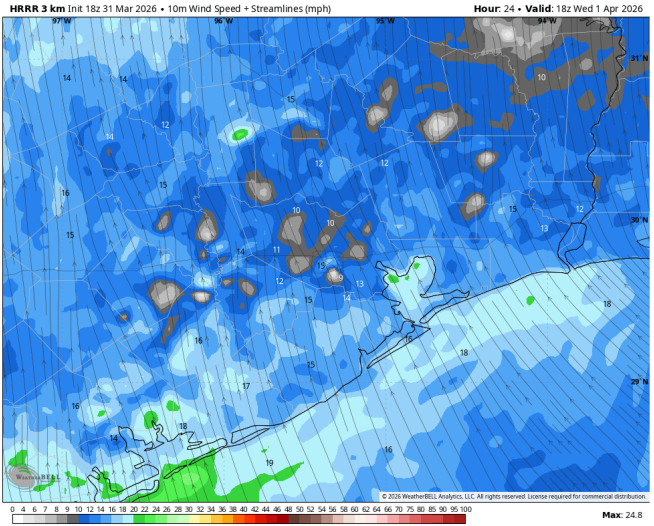 HRRR 3 km Init 18z 31 Mar 2026 • 10m Wind Speed + Streamlines (mph) Hour: 24 • Valid: 18z Wed 1 Apr 2026
97°W 96°W 95°W 94°W
31°N
14 14 10
15
14 12
12 12
15
16
10 15 12
30°N
15 10 13
14 11
15
12 9 13
15 14
18
16 16
15 18
17 29°N
16
18
14
16
19
WEATHERBELL
© 2026 WeatherBELL Analytics, LLC. All rights reserved. License required for commercial distribution.
0 2 4 6 8 10 12 14 16 18 20 22 24 26 28 30 32 34 36 38 40 42 44 46 48 50 52 54 56 58 60 65 70 75 80 85 90 95 100
Max: 24.8